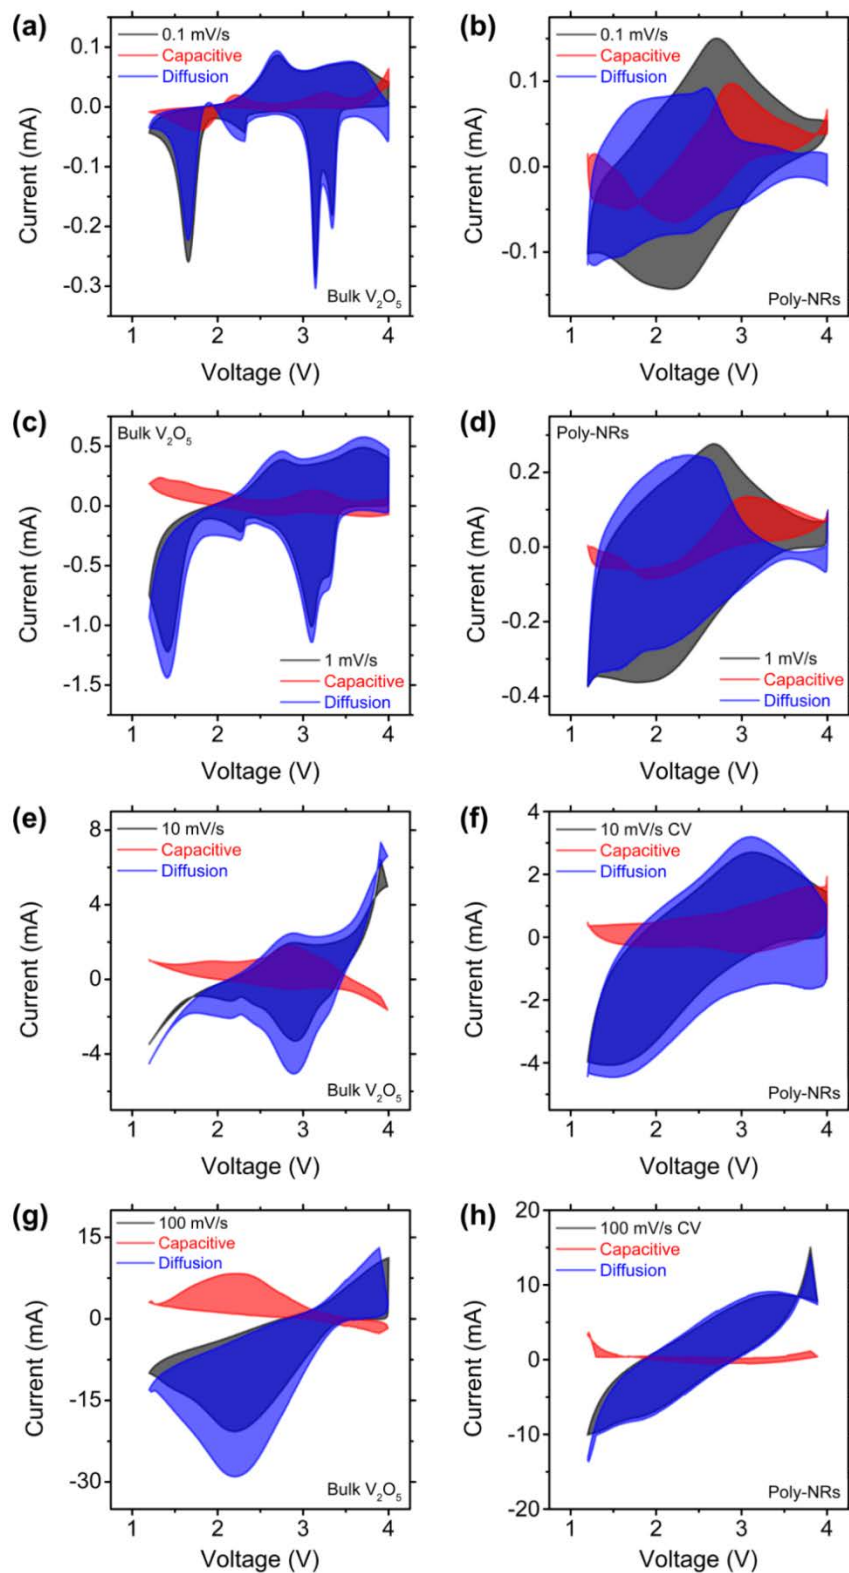 (a)
0.1 mV/s
Capacitive
Diffusion
0.1
0.0
-0.1
-0.2
-0.3
Current (mA)
Bulk V₂O₅
1 2 3 4
Voltage (V)
(b)
0.1 mV/s
Capacitive
Diffusion
0.1
0.0
-0.1
Current (mA)
Poly-NRs
1 2 3 4
Voltage (V)
(c)
Bulk V₂O₅
0.5
0.0
-0.5
-1.0
-1.5
Current (mA)
1 mV/s
Capacitive
Diffusion
1 2 3 4
Voltage (V)
(d)
Poly-NRs
0.2
0.0
-0.2
-0.4
Current (mA)
1 mV/s
Capacitive
Diffusion
1 2 3 4
Voltage (V)
(e)
10 mV/s
Capacitive
Diffusion
8
4
0
-4
Current (mA)
Bulk V₂O₅
1 2 3 4
Voltage (V)
(f)
10 mV/s CV
Capacitive
Diffusion
4
2
0
-2
-4
Current (mA)
Poly-NRs
1 2 3 4
Voltage (V)
(g)
100 mV/s
Capacitive
Diffusion
15
0
-15
-30
Current (mA)
Bulk V₂O₅
1 2 3 4
Voltage (V)
(h)
100 mV/s CV
Capacitive
Diffusion
20
10
0
-10
-20
Current (mA)
Poly-NRs
1 2 3 4
Voltage (V)